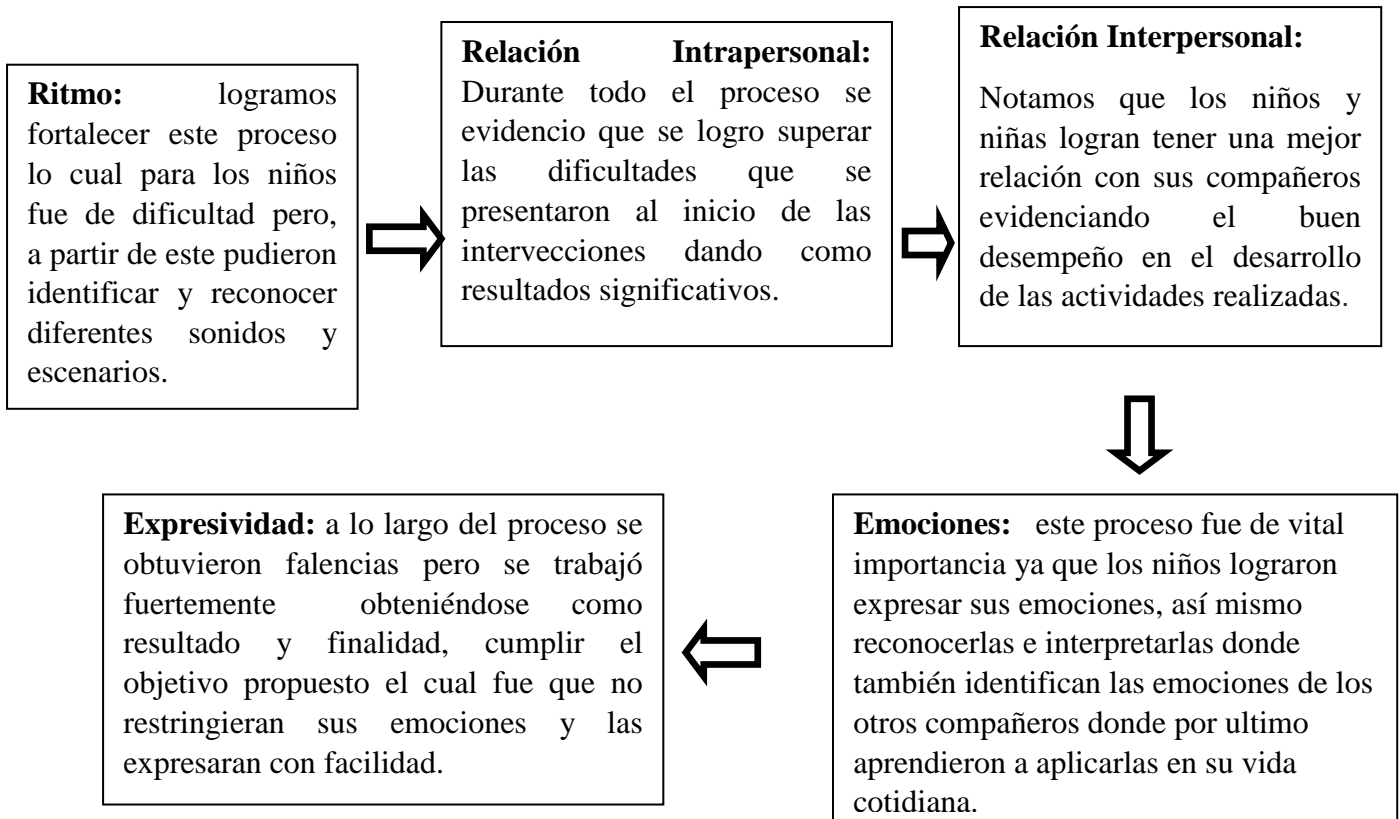 Ritmo: logramos
fortalecer este proceso
lo cual para los niños
fue de dificultad pero,
a partir de este pudieron
identificar y reconocer
diferentes sonidos y
escenarios.
Relación Intrapersonal:
Durante todo el proceso se
evidencio que se logro superar
las dificultades que se
presentaron al inicio de las
intervecciones dando como
resultados significativos.
Relación Interpersonal:
Notamos que los niños y
niñas logran tener una mejor
relación con sus compañeros
evidenciando el buen
desempeño en el desarrollo
de las actividades realizadas.
Emociones: este proceso fue de vital
importancia ya que los niños lograron
expresar sus emociones, así mismo
reconocerlas e interpretarlas donde
también identifican las emociones de los
otros compañeros donde por ultimo
aprendieron a aplicarlas en su vida
cotidiana.
Expresividad: a lo largo del proceso se
obtuvieron falencias pero se trabajó
fuertemente obteniéndose como
resultado y finalidad, cumplir el
objetivo propuesto el cual fue que no
restringieran sus emociones y las
expresaran con facilidad.